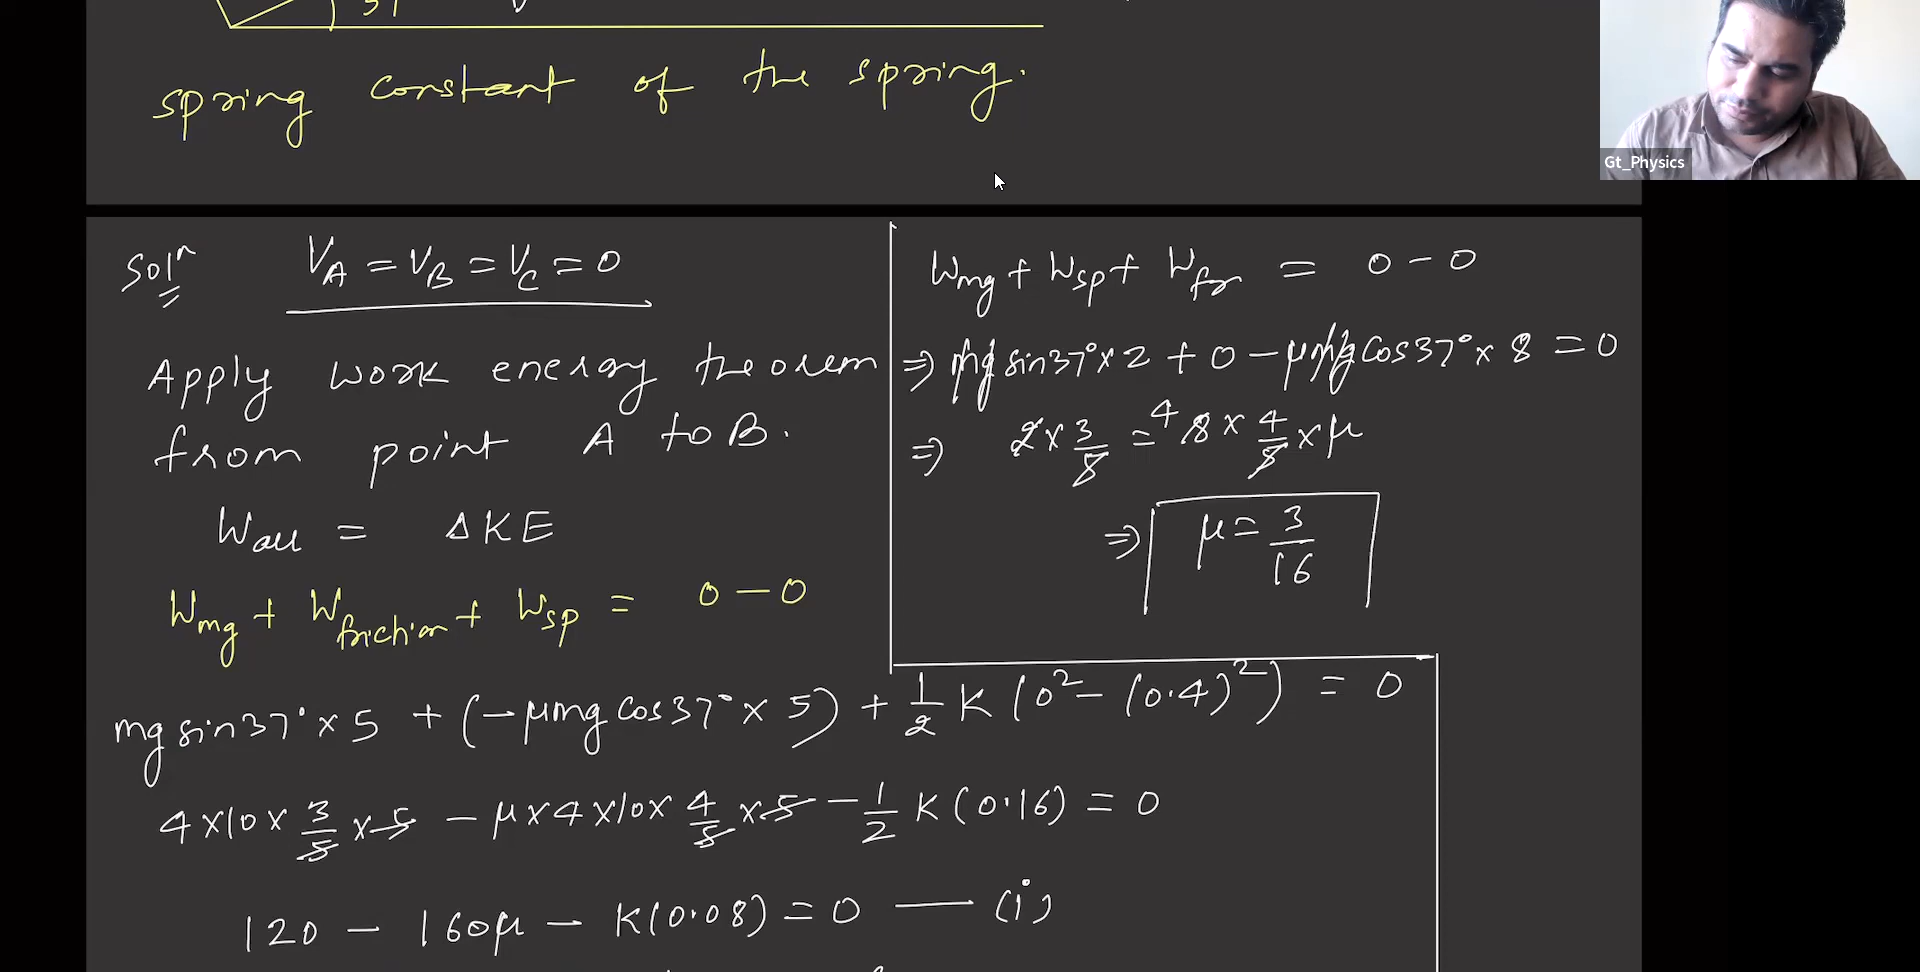 37
spring constant of the spring.
Gt_Physics
Solⁿ V_A = V_B = V_C = 0
Apply work energy theorem
from point A to B.
W_all = ΔKE
W_mg + W_friction + W_sp = 0 - 0
W_mg + W_sp + W_fr = 0 - 0
⇒ mg sin37° × 2 + 0 - μmg cos37° × 8 = 0
⇒ 2 × 3/5 = 4 8 × 4/5 × μ
⇒ μ = 3/16
mg sin37° × 5 + (-μmg cos37° × 5) + 1/2 K (0² - (0.4)²) = 0
4×10× 3/5 ×5 - μ×4×10× 4/5 ×5 - 1/2 K(0.16) = 0
120 - 160μ - K(0.08) = 0 — (i)